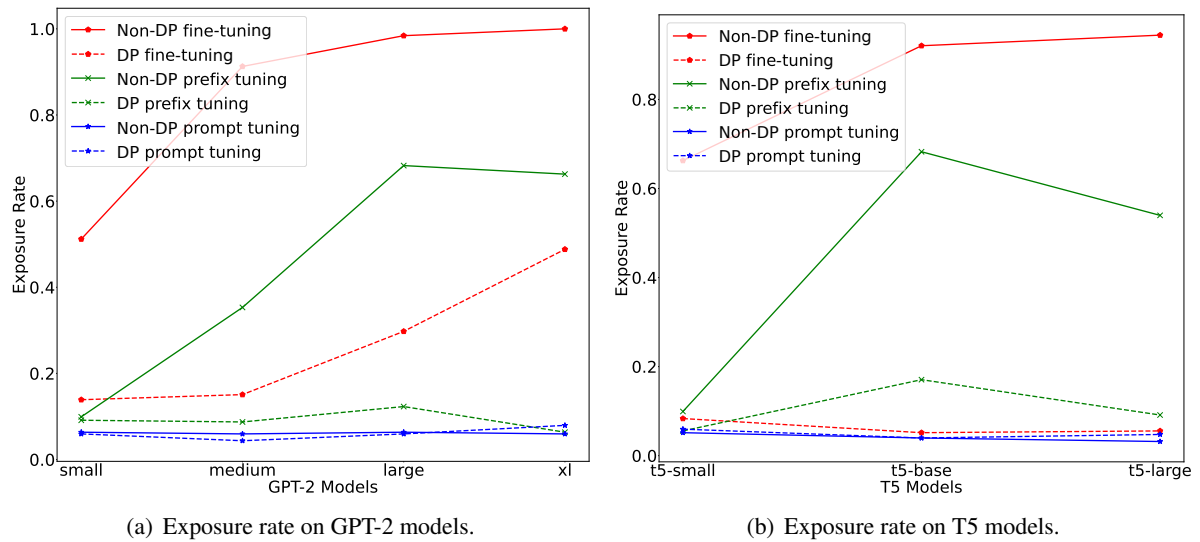 Non-DP fine-tuning
DP fine-tuning
Non-DP prefix tuning
DP prefix tuning
Non-DP prompt tuning
DP prompt tuning
Exposure Rate
1.0
0.8
0.6
0.4
0.2
0.0
small medium large xl
GPT-2 Models
(a) Exposure rate on GPT-2 models.
Non-DP fine-tuning
DP fine-tuning
Non-DP prefix tuning
DP prefix tuning
Non-DP prompt tuning
DP prompt tuning
Exposure Rate
0.8
0.6
0.4
0.2
0.0
t5-small t5-base t5-large
T5 Models
(b) Exposure rate on T5 models.